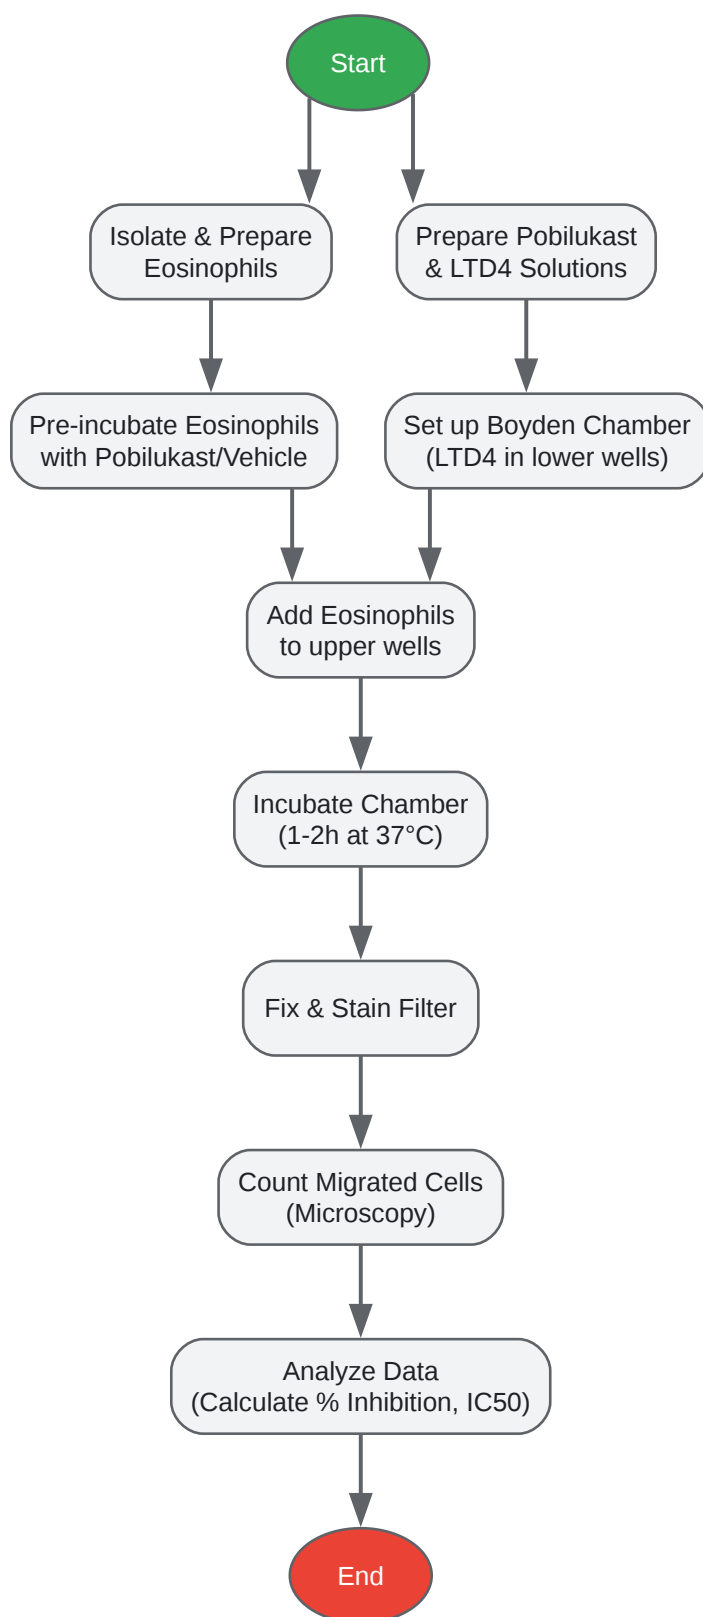 Start
Isolate & Prepare
Eosinophils
Prepare Pobilukast
& LTD4 Solutions
Pre-incubate Eosinophils
with Pobilukast/Vehicle
Set up Boyden Chamber
(LTD4 in lower wells)
Add Eosinophils
to upper wells
Incubate Chamber
(1-2h at 37°C)
Fix & Stain Filter
Count Migrated Cells
(Microscopy)
Analyze Data
(Calculate % Inhibition, IC50)
End